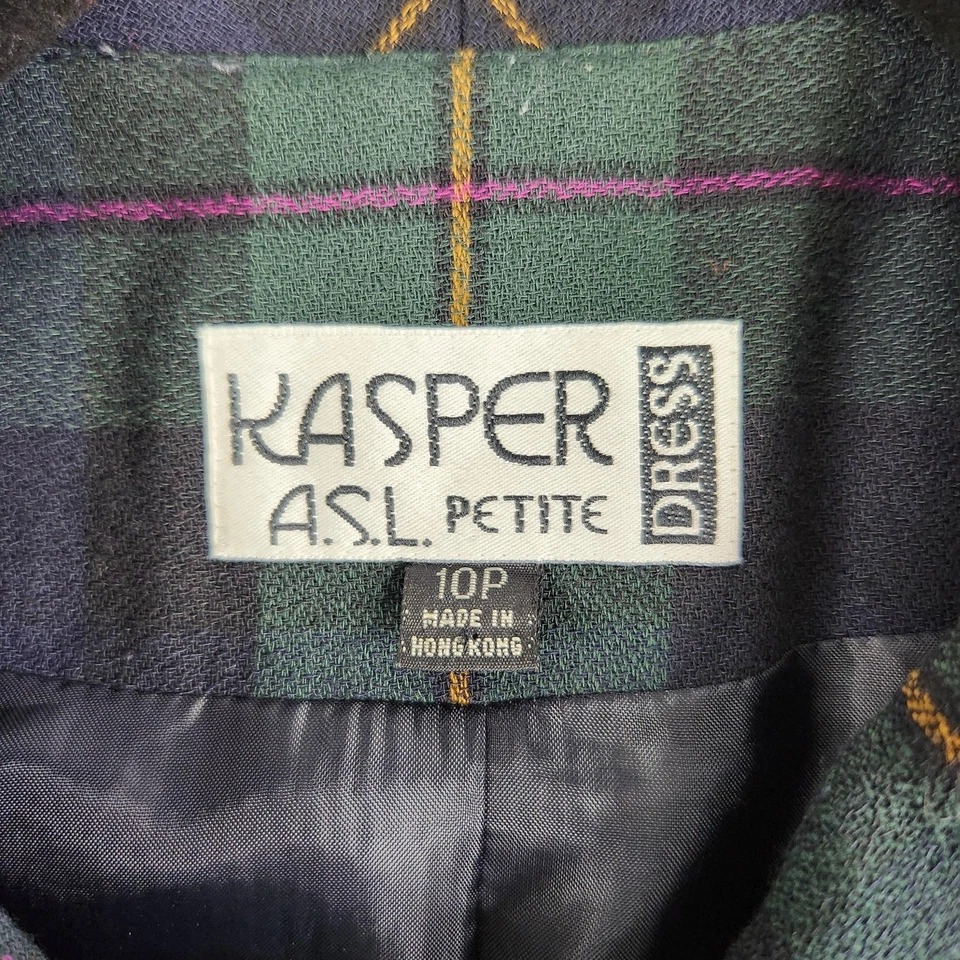 KASPER
A.S.L. PETITE
DRESS
10P
MADE IN
HONG KONG